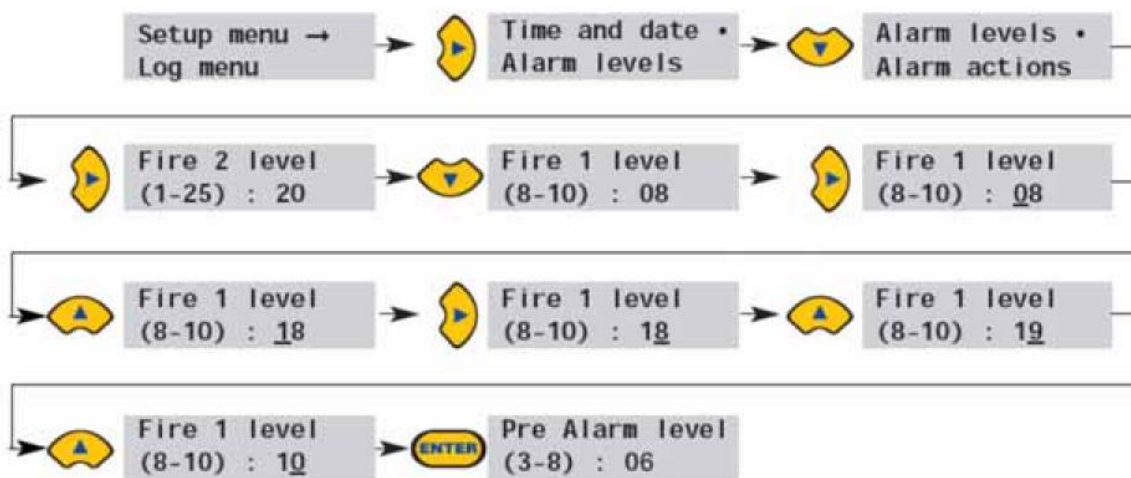 Setup menu →
Log menu
Time and date •
Alarm levels
Alarm levels •
Alarm actions
Fire 2 level
(1-25) : 20
Fire 1 level
(8-10) : 08
Fire 1 level
(8-10) : 08
Fire 1 level
(8-10) : 18
Fire 1 level
(8-10) : 18
Fire 1 level
(8-10) : 19
Fire 1 level
(8-10) : 10
ENTER
Pre Alarm level
(3-8) : 06